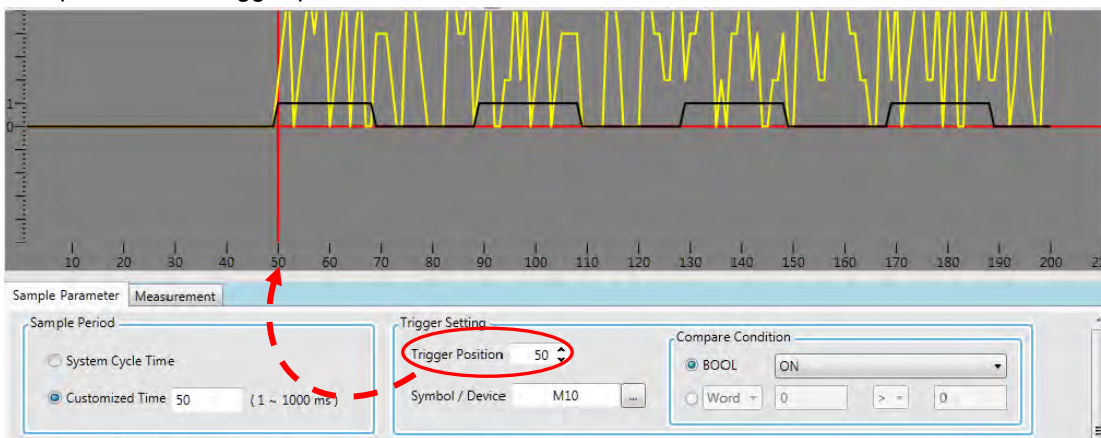 1
0
10 20 30 40 50 60 70 80 90 100 110 120 130 140 150 160 170 180 190 200
Sample Parameter Measurement
Sample Period
System Cycle Time
Customized Time 50 (1 ~ 1000 ms)
Trigger Setting
Trigger Position 50
Symbol / Device M10 ...
Compare Condition
BOOL ON
Word 0 > 0